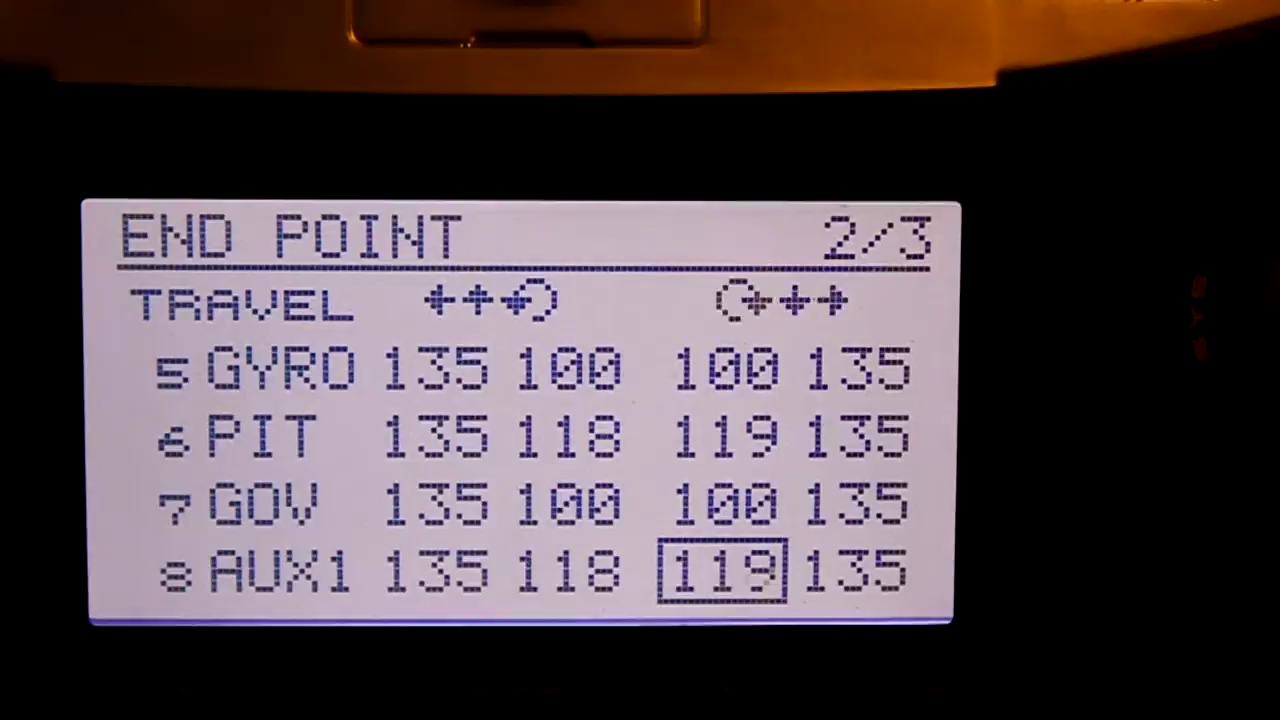 END POINT 2/3
TRAVEL
5 GYRO 135 100 100 135
6 PIT 135 118 119 135
7 GOV 135 100 100 135
8 AUX1 135 118 119 135